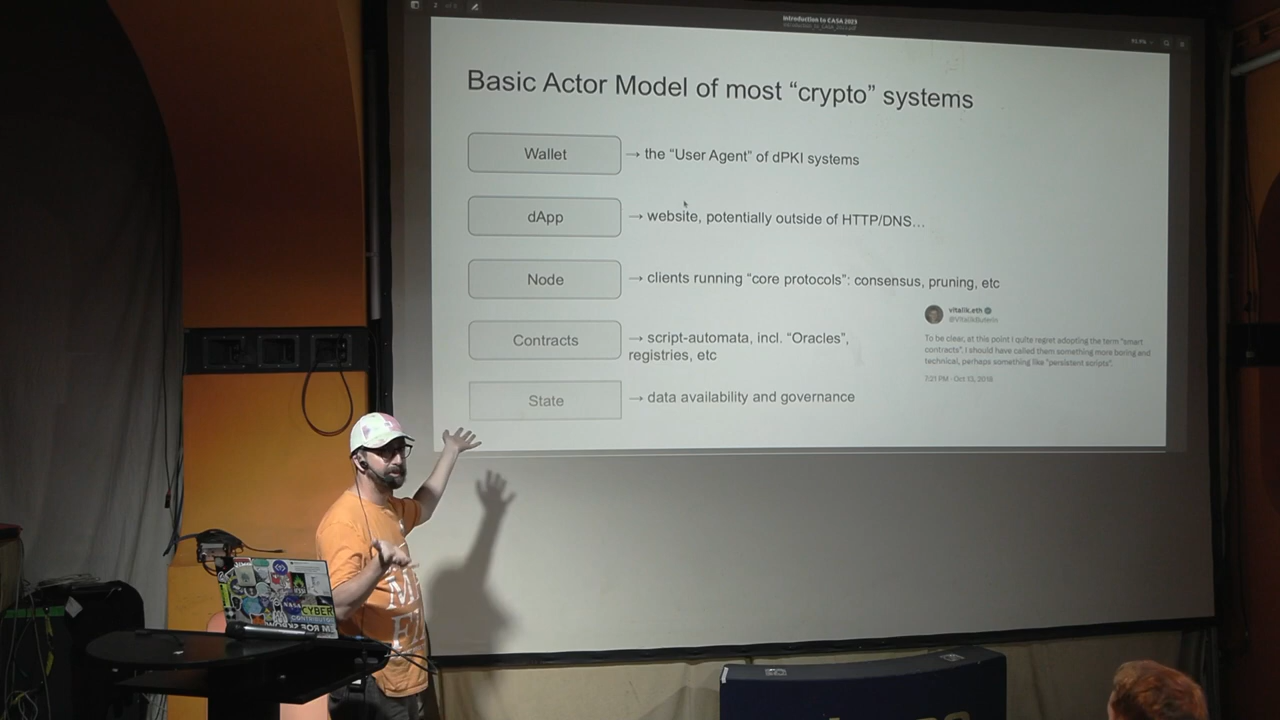 Introduction to CASA 2023
Basic Actor Model of most “crypto” systems
Wallet → the “User Agent” of dPKI systems
dApp → website, potentially outside of HTTP/DNS…
Node → clients running “core protocols”: consensus, pruning, etc
Contracts → script-automata, incl. “Oracles”,
registries, etc
State → data availability and governance
vitalik.eth
@VitalikButerin
To be clear, at this point I quite regret adopting the term "smart
contracts". I should have called them something more boring and
technical, perhaps something like "persistent scripts".
7:21 PM · Oct 13, 2018
NASA
CYBER
CONTRIBUTOR